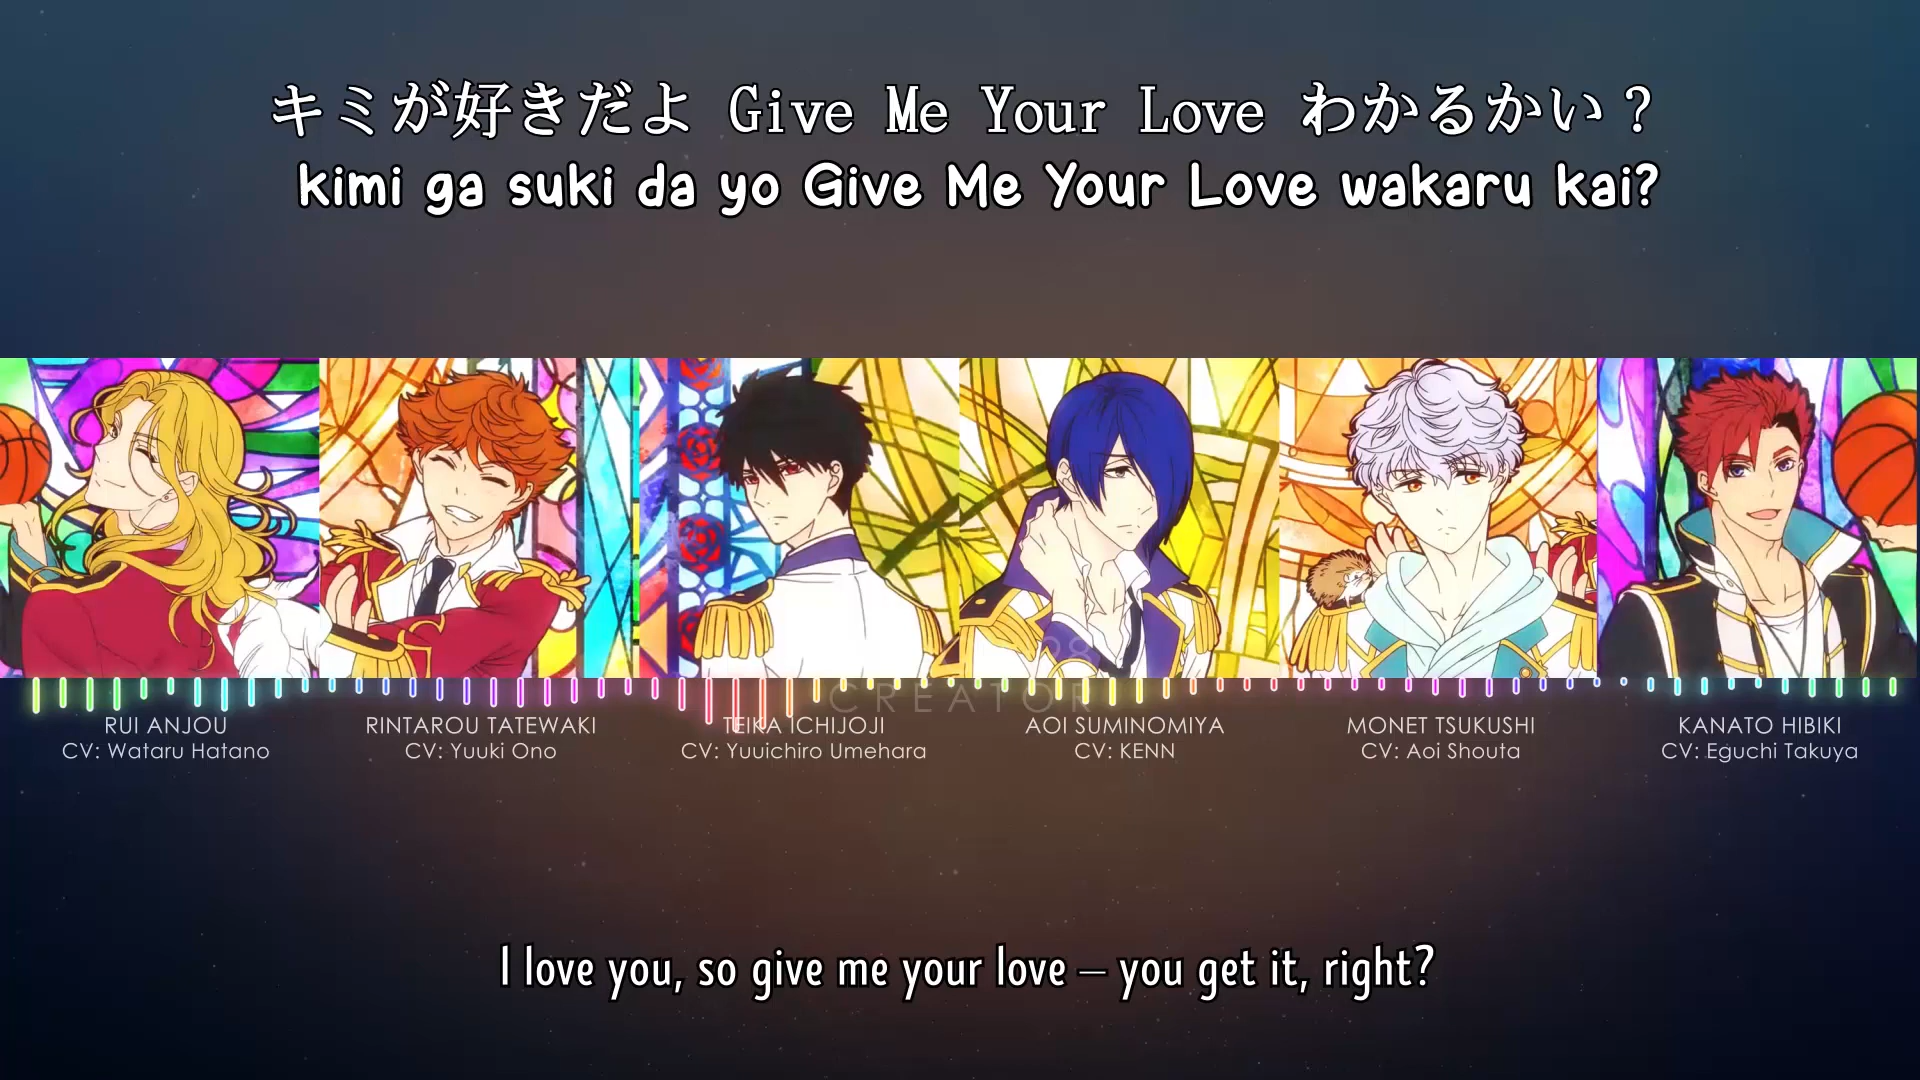 キミが好きだよ Give Me Your Love わかるかい？
kimi ga suki da yo Give Me Your Love wakaru kai?
28
CREATOR
RUI ANJOU
CV: Wataru Hatano
RINTAROU TATEWAKI
CV: Yuuki Ono
TEIKA ICHIJOJI
CV: Yuuichiro Umehara
AOI SUMINOMIYA
CV: KENN
MONET TSUKUSHI
CV: Aoi Shouta
KANATO HIBIKI
CV: Eguchi Takuya
I love you, so give me your love – you get it, right?